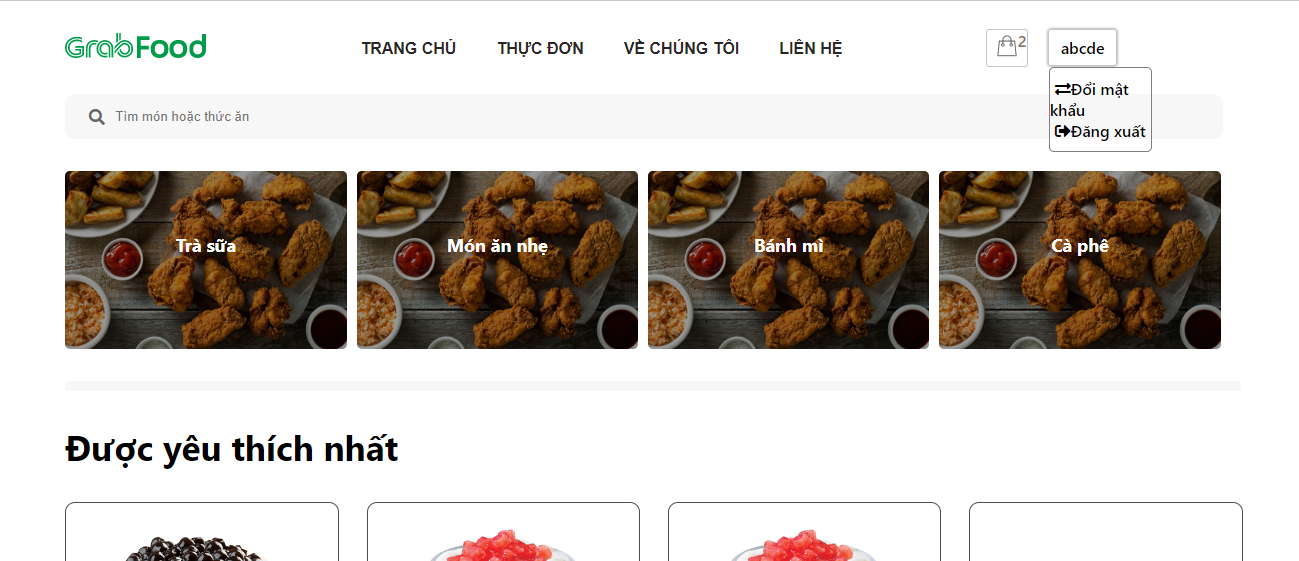 GrabFood
TRANG CHỦ
THỰC ĐƠN
VỀ CHÚNG TÔI
LIÊN HỆ
2
abcde
Đổi mật
khẩu
Đăng xuất
Tìm món hoặc thức ăn
Trà sữa
Món ăn nhẹ
Bánh mì
Cà phê
Được yêu thích nhất